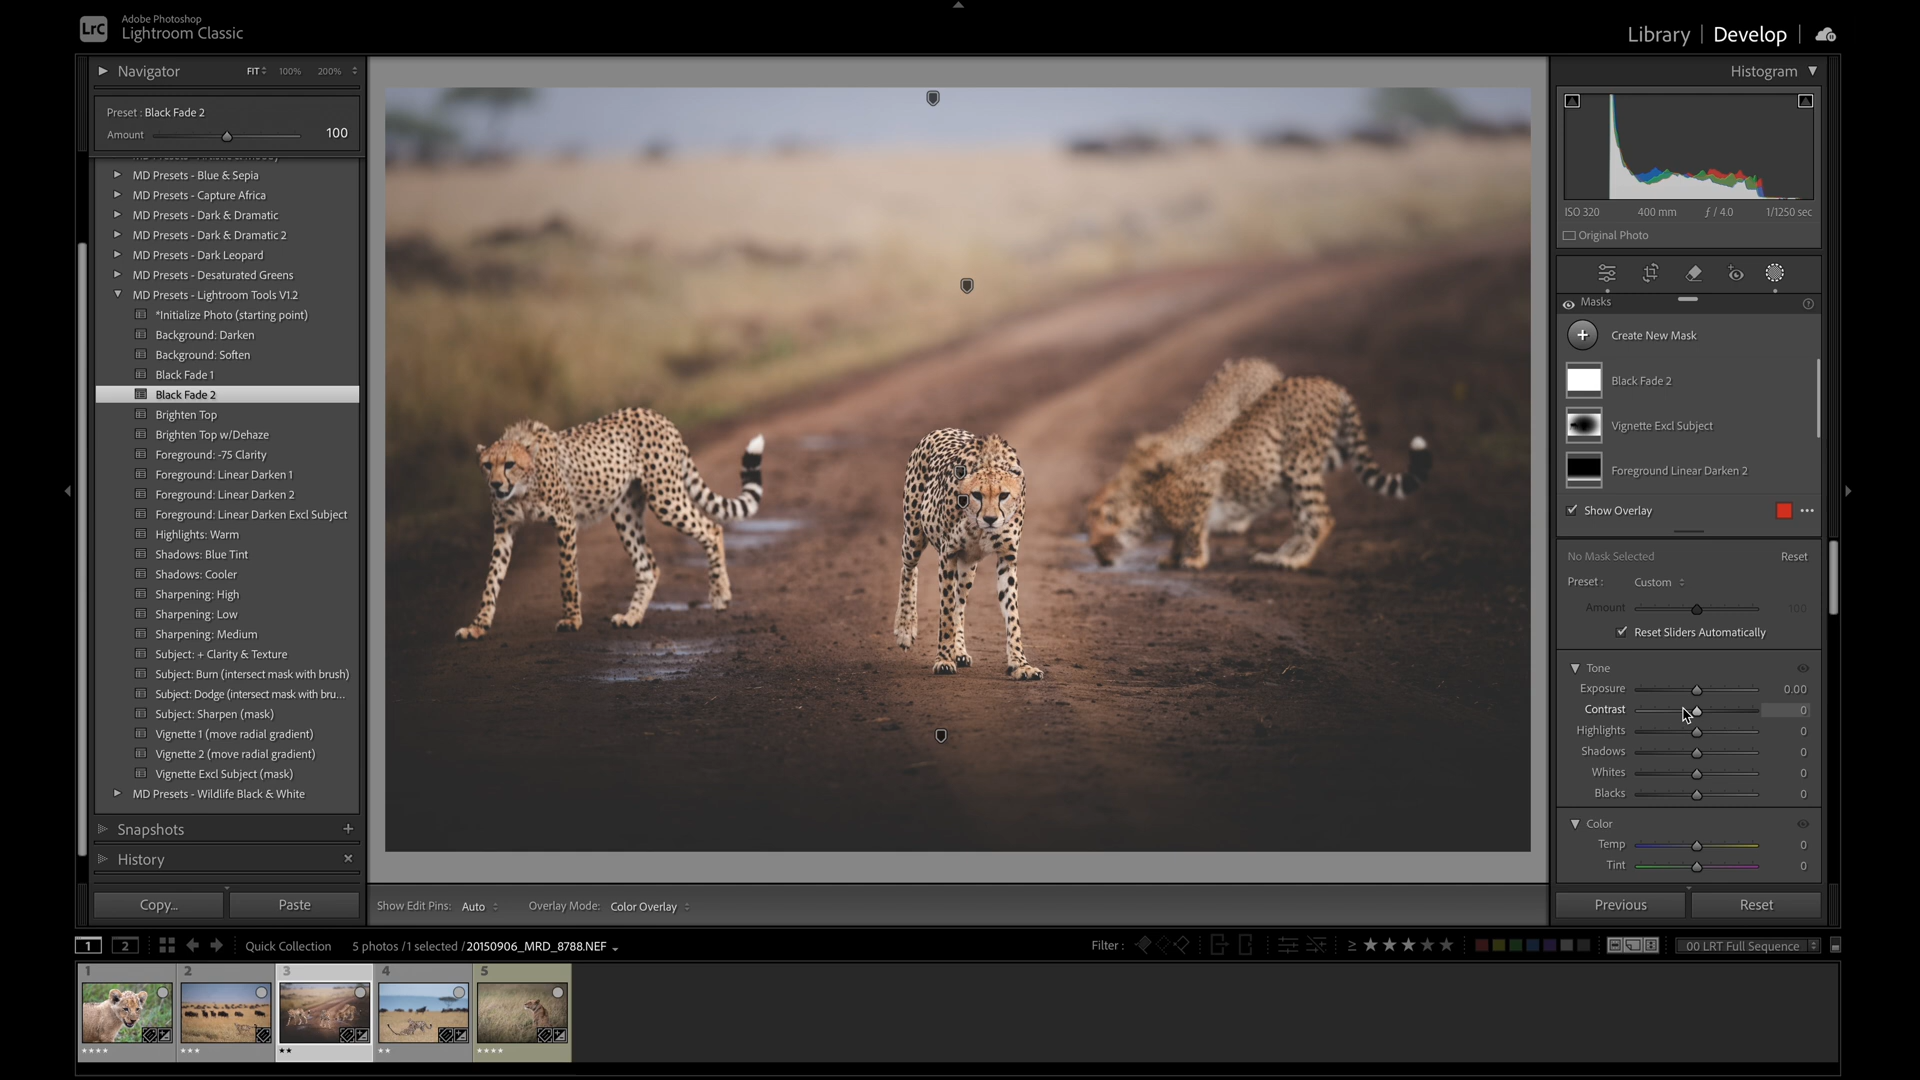 LrC
Adobe Photoshop
Lightroom Classic
Library | Develop
Navigator
FIT
100%
200%
Preset : Black Fade 2
Amount
100
MD Presets - Blue & Sepia
MD Presets - Capture Africa
MD Presets - Dark & Dramatic
MD Presets - Dark & Dramatic 2
MD Presets - Dark Leopard
MD Presets - Desaturated Greens
MD Presets - Lightroom Tools V1.2
*Initialize Photo (starting point)
Background: Darken
Background: Soften
Black Fade 1
Black Fade 2
Brighten Top
Brighten Top w/Dehaze
Foreground: -75 Clarity
Foreground: Linear Darken 1
Foreground: Linear Darken 2
Foreground: Linear Darken Excl Subject
Highlights: Warm
Shadows: Blue Tint
Shadows: Cooler
Sharpening: High
Sharpening: Low
Sharpening: Medium
Subject: + Clarity & Texture
Subject: Burn (intersect mask with brush)
Subject: Dodge (intersect mask with bru...
Subject: Sharpen (mask)
Vignette 1 (move radial gradient)
Vignette 2 (move radial gradient)
Vignette Excl Subject (mask)
MD Presets - Wildlife Black & White
Snapshots
History
Copy...
Paste
Show Edit Pins: Auto
Overlay Mode: Color Overlay
Histogram
ISO 320
400 mm
ƒ / 4.0
1/1250 sec
Original Photo
Masks
Create New Mask
Black Fade 2
Vignette Excl Subject
Foreground Linear Darken 2
Show Overlay
No Mask Selected
Reset
Preset : Custom
Amount 100
Reset Sliders Automatically
Tone
Exposure 0.00
Contrast 0
Highlights 0
Shadows 0
Whites 0
Blacks 0
Color
Temp 0
Tint 0
Previous
Reset
1
2
Quick Collection
5 photos / 1 selected / 20150906_MRD_8788.NEF
Filter :
00 LRT Full Sequence
1
2
3
4
5